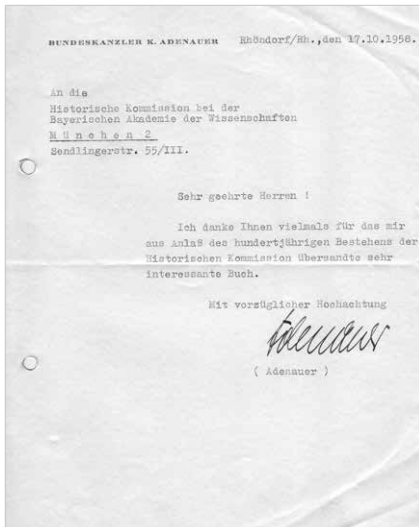 BUNDESKANZLER K. ADENAUER Rhöndorf/Rh.,den 17.10.1958.
An die
Historische Kommission bei der
Bayerischen Akademie der Wissenschaften
M ü n c h e n 2
Sendlingerstr. 55/III.
Sehr geehrte Herren !
Ich danke Ihnen vielmals für das mir
aus Anlaß des hundertjährigen Bestehens der
Historischen Kommission übersandte sehr
interessante Buch.
Mit vorzüglicher Hochachtung
Adenauer
( Adenauer )